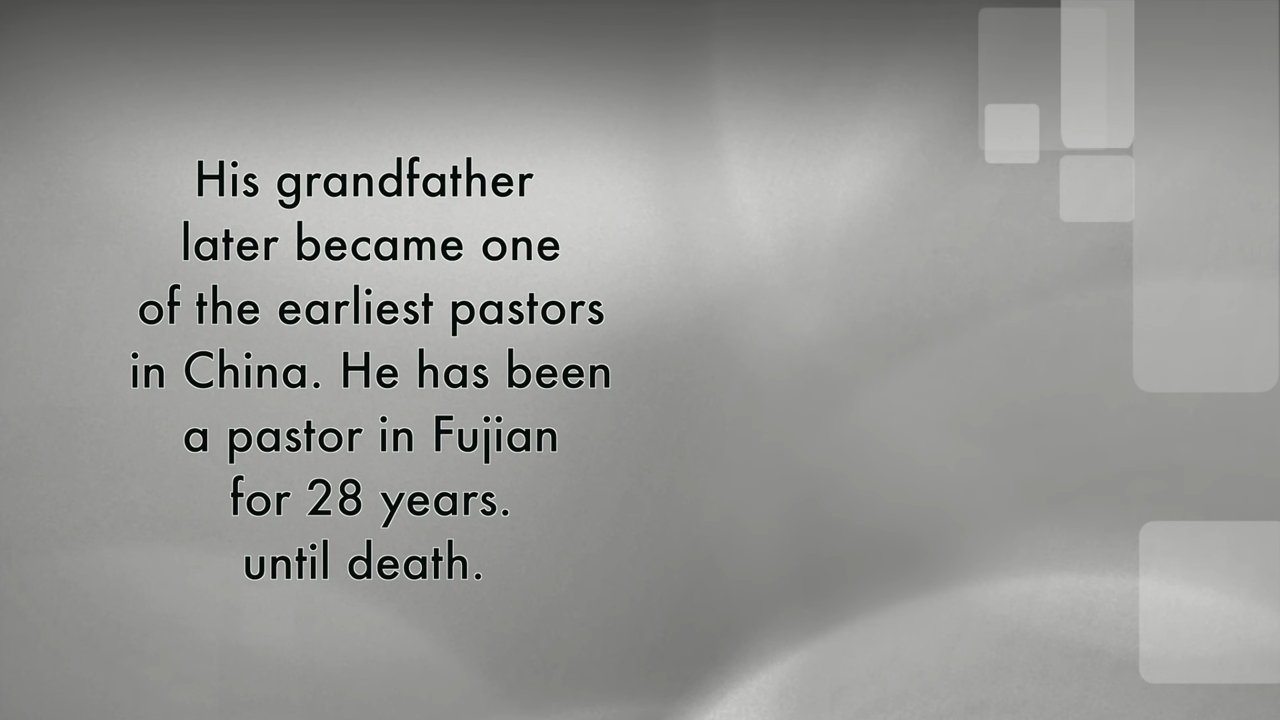 His grandfather
later became one
of the earliest pastors
in China. He has been
a pastor in Fujian
for 28 years.
until death.